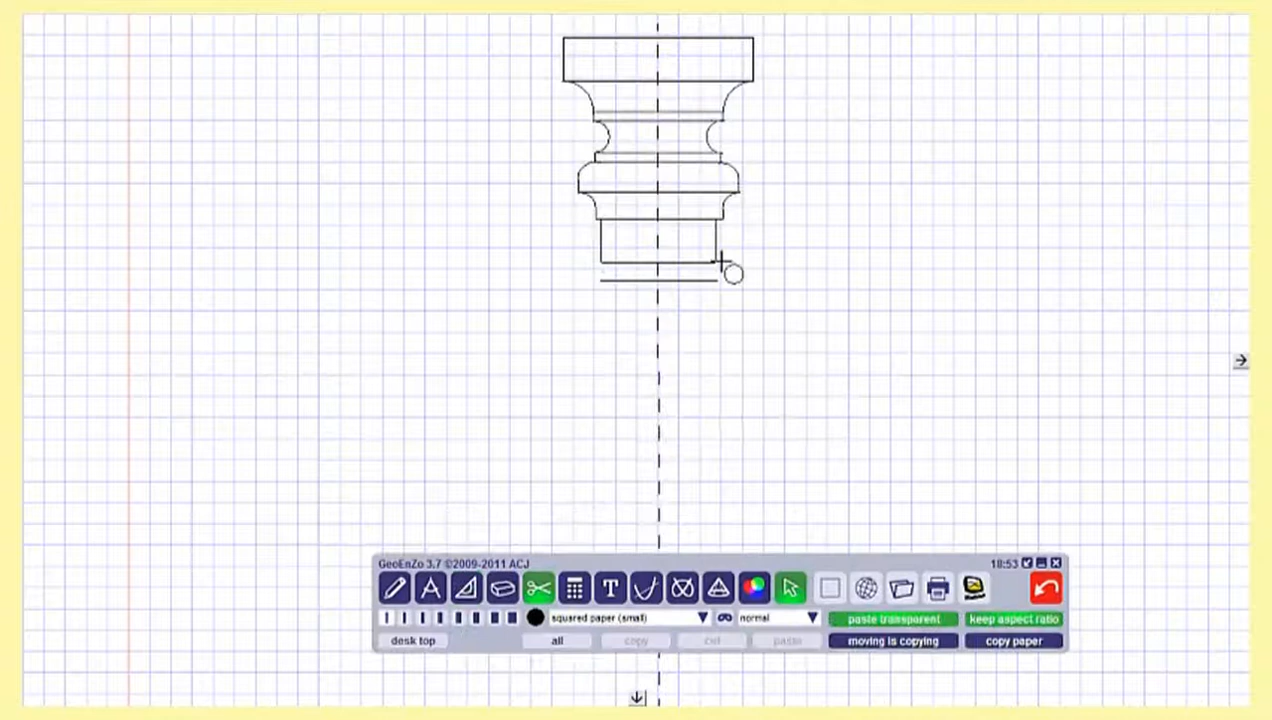 GeoEnZo 3.7 ©2009-2011 ACJ 18:53
T
squared paper (small) normal paste transparent keep aspect ratio
desk top all copy cut paste moving is copying copy paper